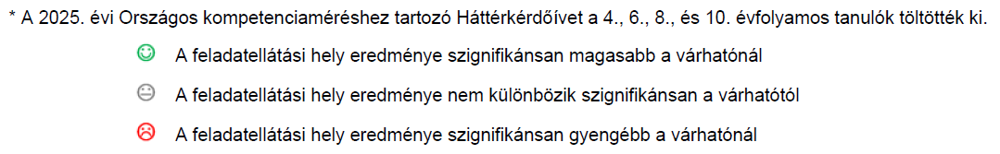 * A 2025. évi Országos kompetenciaméréshez tartozó Háttérkérdőívet a 4., 6., 8., és 10. évfolyamos tanulók töltötték ki.
A feladatellátási hely eredménye szignifikánsan magasabb a várhatónál
A feladatellátási hely eredménye nem különbözik szignifikánsan a várhatótól
A feladatellátási hely eredménye szignifikánsan gyengébb a várhatónál